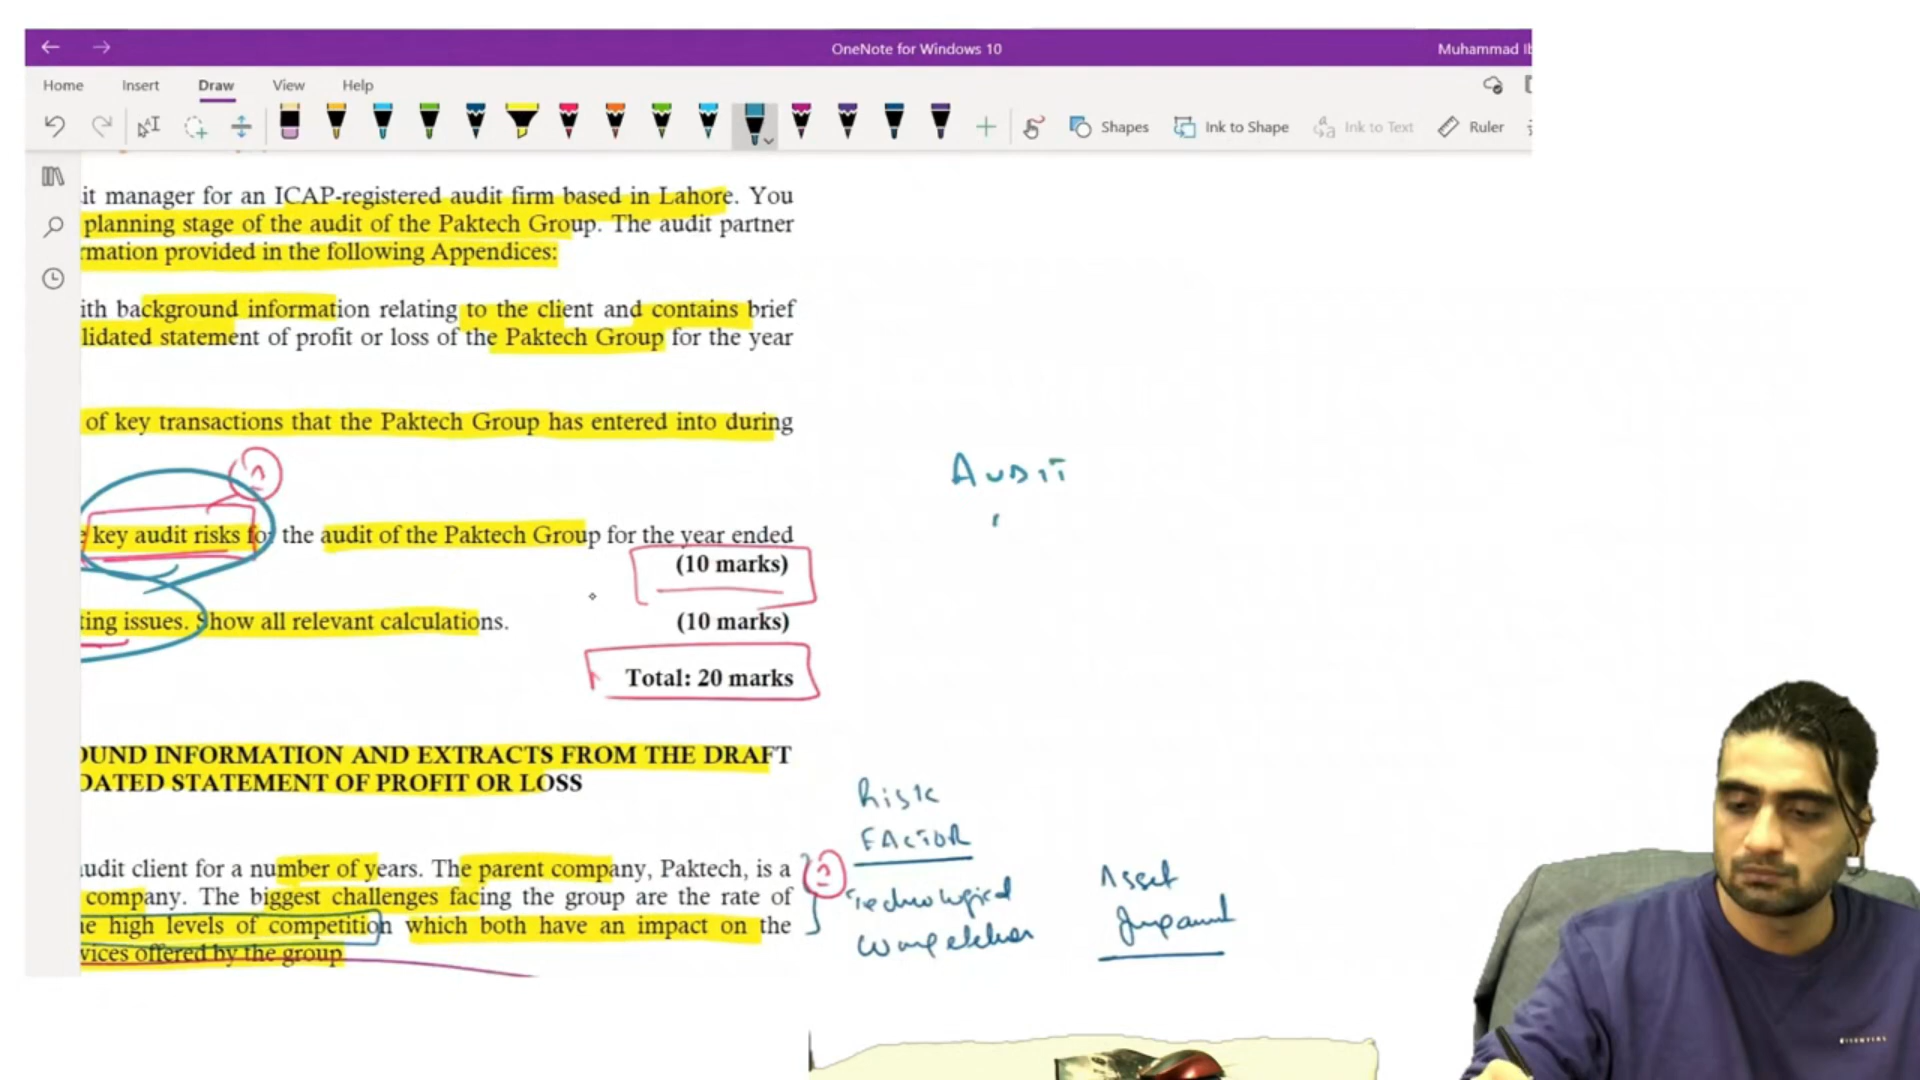 OneNote for Windows 10
Muhammad Ib
Home Insert Draw View Help
Shapes Ink to Shape Ink to Text Ruler
it manager for an ICAP-registered audit firm based in Lahore. You
planning stage of the audit of the Paktech Group. The audit partner
rmation provided in the following Appendices:
ith background information relating to the client and contains brief
lidated statement of profit or loss of the Paktech Group for the year
of key transactions that the Paktech Group has entered into during
key audit risks for the audit of the Paktech Group for the year ended
(10 marks)
ting issues. Show all relevant calculations.
(10 marks)
Total: 20 marks
OUND INFORMATION AND EXTRACTS FROM THE DRAFT
DATED STATEMENT OF PROFIT OR LOSS
audit client for a number of years. The parent company, Paktech, is a
company. The biggest challenges facing the group are the rate of
e high levels of competition which both have an impact on the
vices offered by the group
AUDIT
Risk
FACTOR
Technological
Competition
Asset